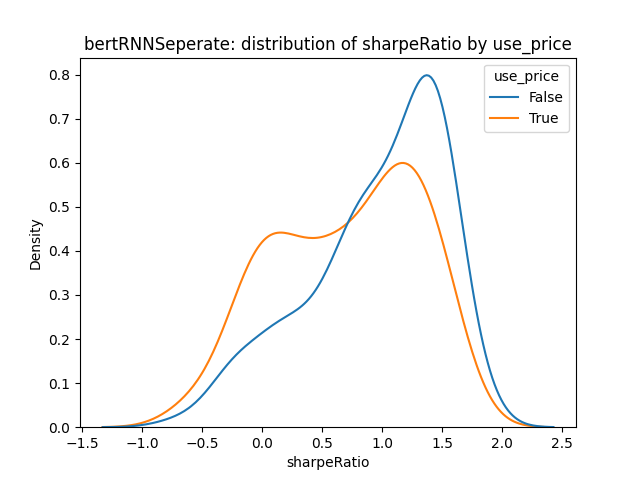 bertRNNSeperate: distribution of sharpeRatio by use_price
use_price
False
True
Density
0.8
0.7
0.6
0.5
0.4
0.3
0.2
0.1
0.0
−1.5 −1.0 −0.5 0.0 0.5 1.0 1.5 2.0 2.5
sharpeRatio